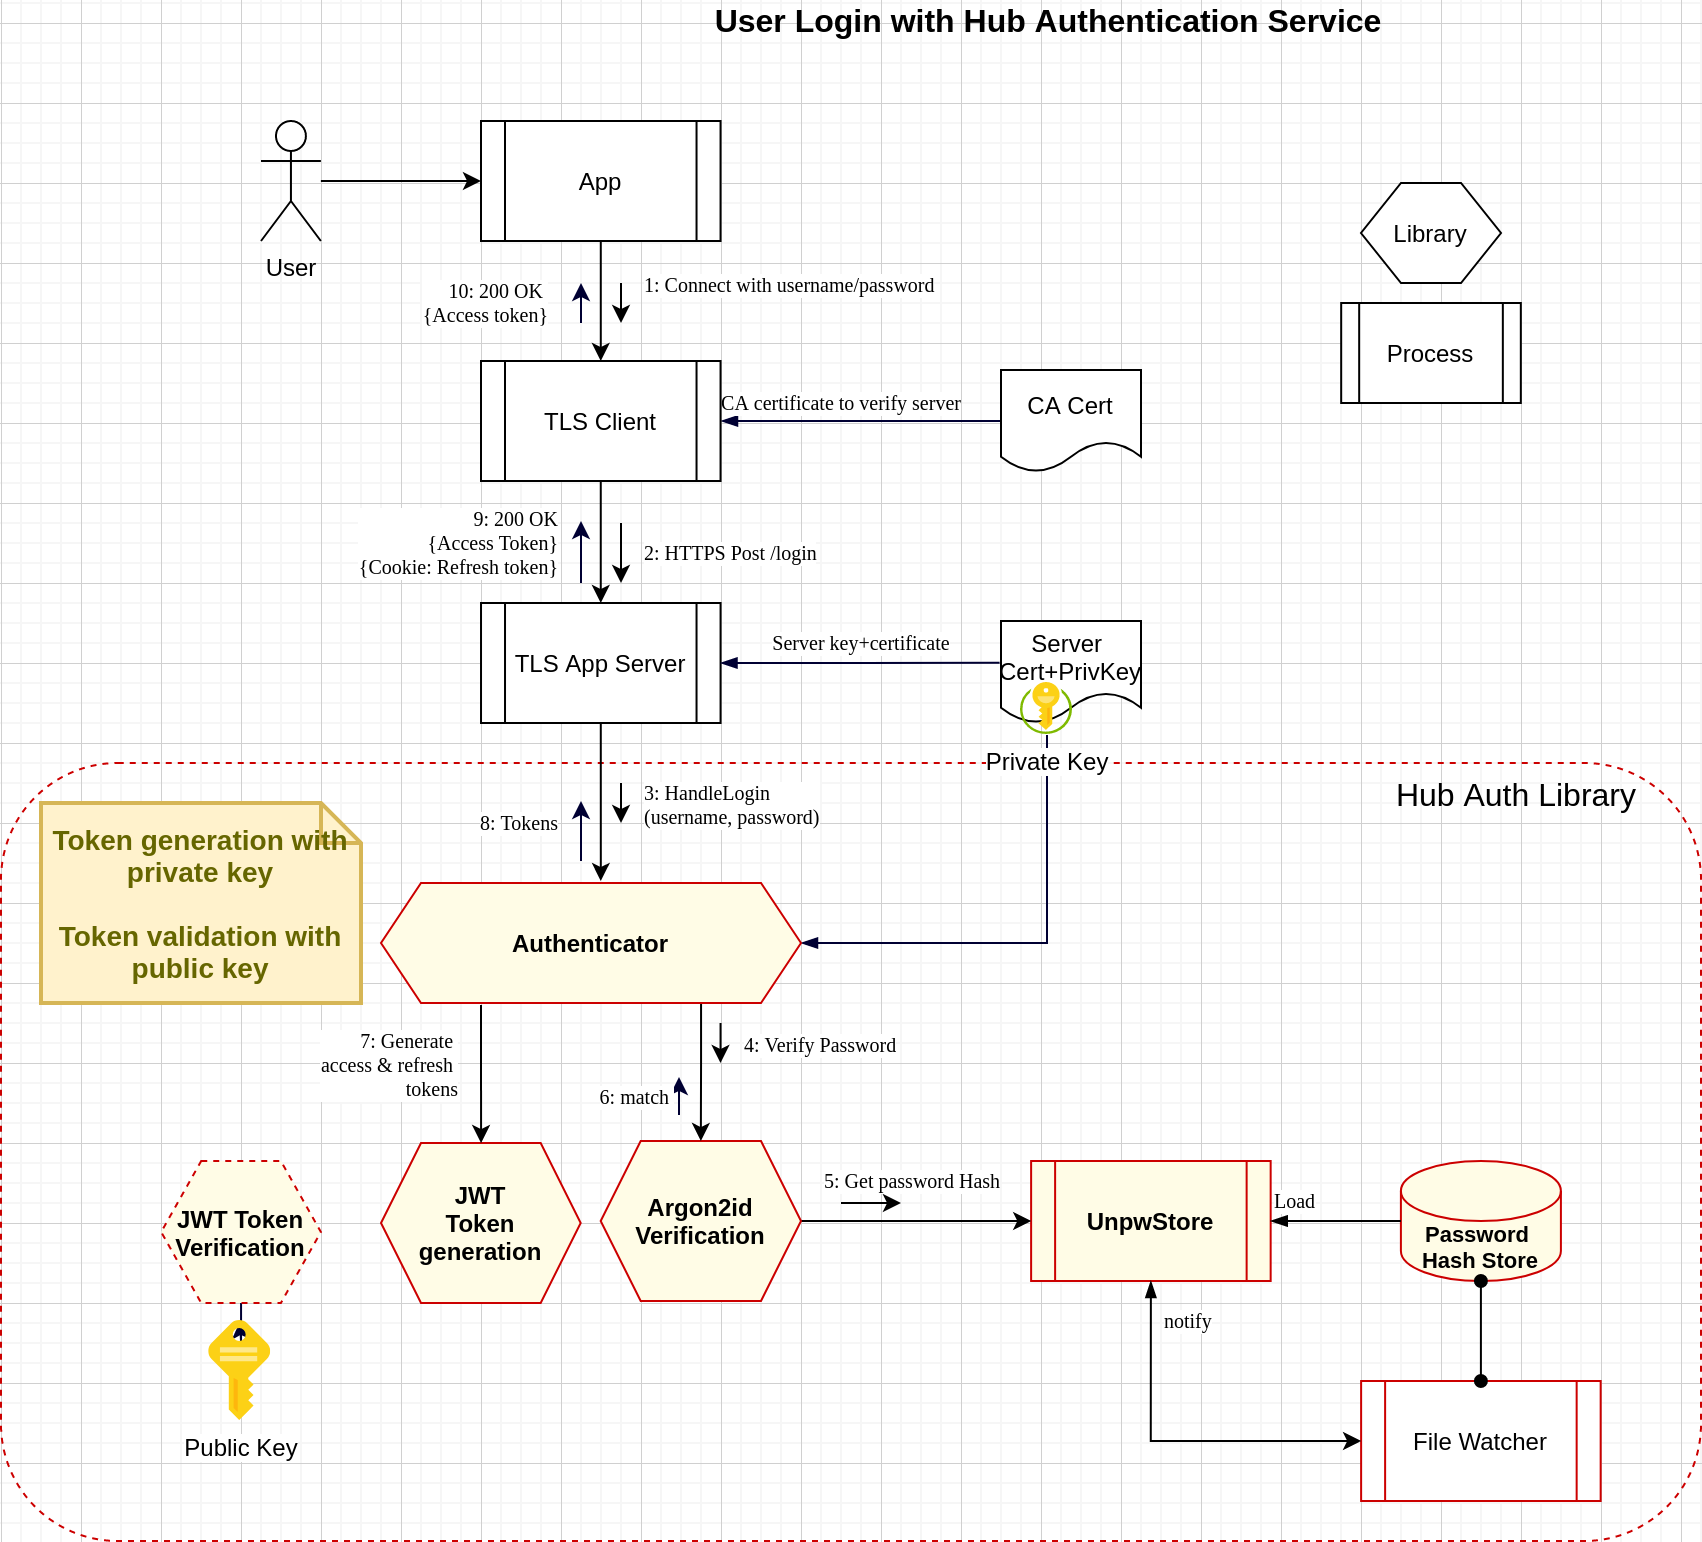 User Login with Hub Authentication Service
User
App
Library
Process
10: 200 OK
{Access token}
1: Connect with username/password
TLS Client
CA certificate to verify server
CA Cert
9: 200 OK
{Access Token}
{Cookie: Refresh token}
2: HTTPS Post /login
TLS App Server
Server key+certificate
Server
Cert+PrivKey
Private Key
Hub Auth Library
3: HandleLogin
(username, password)
8: Tokens
Token generation with
private key
Token validation with
public key
Authenticator
7: Generate
access & refresh
tokens
4: Verify Password
6: match
JWT Token
Verification
JWT
Token
generation
Argon2id
Verification
5: Get password Hash
UnpwStore
Load
Password
Hash Store
notify
File Watcher
Public Key